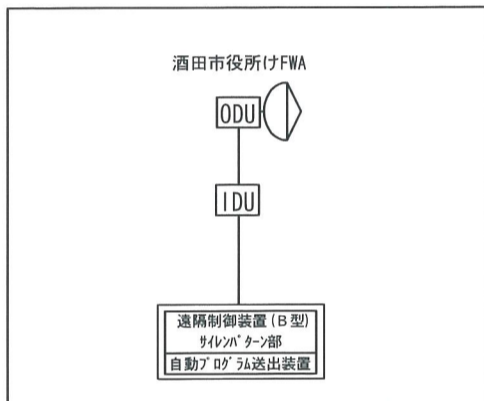 酒田市役所けFWA
ODU
IDU
遠隔制御装置(B型)
ｻｲﾚﾝﾊﾟﾀｰﾝ部
自動ﾌﾟﾛｸﾞﾗﾑ送出装置